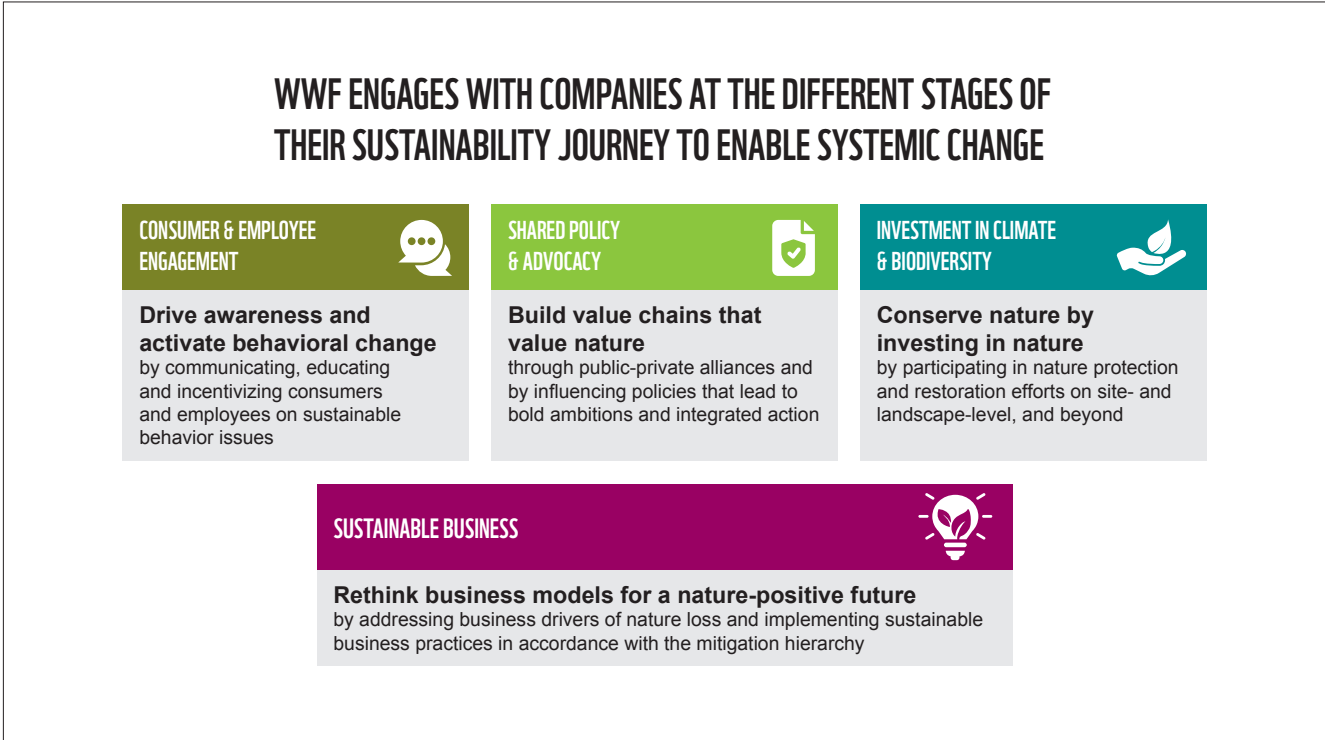 WWF ENGAGES WITH COMPANIES AT THE DIFFERENT STAGES OF
THEIR SUSTAINABILITY JOURNEY TO ENABLE SYSTEMIC CHANGE
CONSUMER & EMPLOYEE
ENGAGEMENT
Drive awareness and
activate behavioral change
by communicating, educating
and incentivizing consumers
and employees on sustainable
behavior issues
SHARED POLICY
& ADVOCACY
Build value chains that
value nature
through public-private alliances and
by influencing policies that lead to
bold ambitions and integrated action
INVESTMENT IN CLIMATE
& BIODIVERSITY
Conserve nature by
investing in nature
by participating in nature protection
and restoration efforts on site- and
landscape-level, and beyond
SUSTAINABLE BUSINESS
Rethink business models for a nature-positive future
by addressing business drivers of nature loss and implementing sustainable
business practices in accordance with the mitigation hierarchy